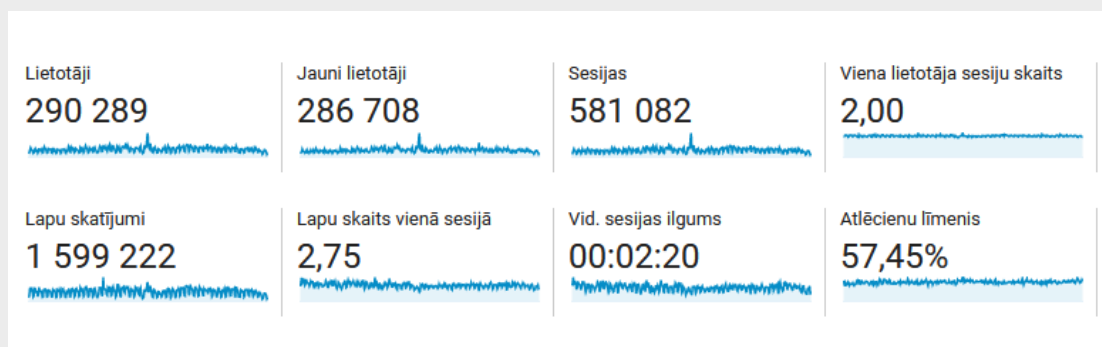 Lietotāji
290 289
Jauni lietotāji
286 708
Sesijas
581 082
Viena lietotāja sesiju skaits
2,00
Lapu skatījumi
1 599 222
Lapu skaits vienā sesijā
2,75
Vid. sesijas ilgums
00:02:20
Atlēcienu līmenis
57,45%